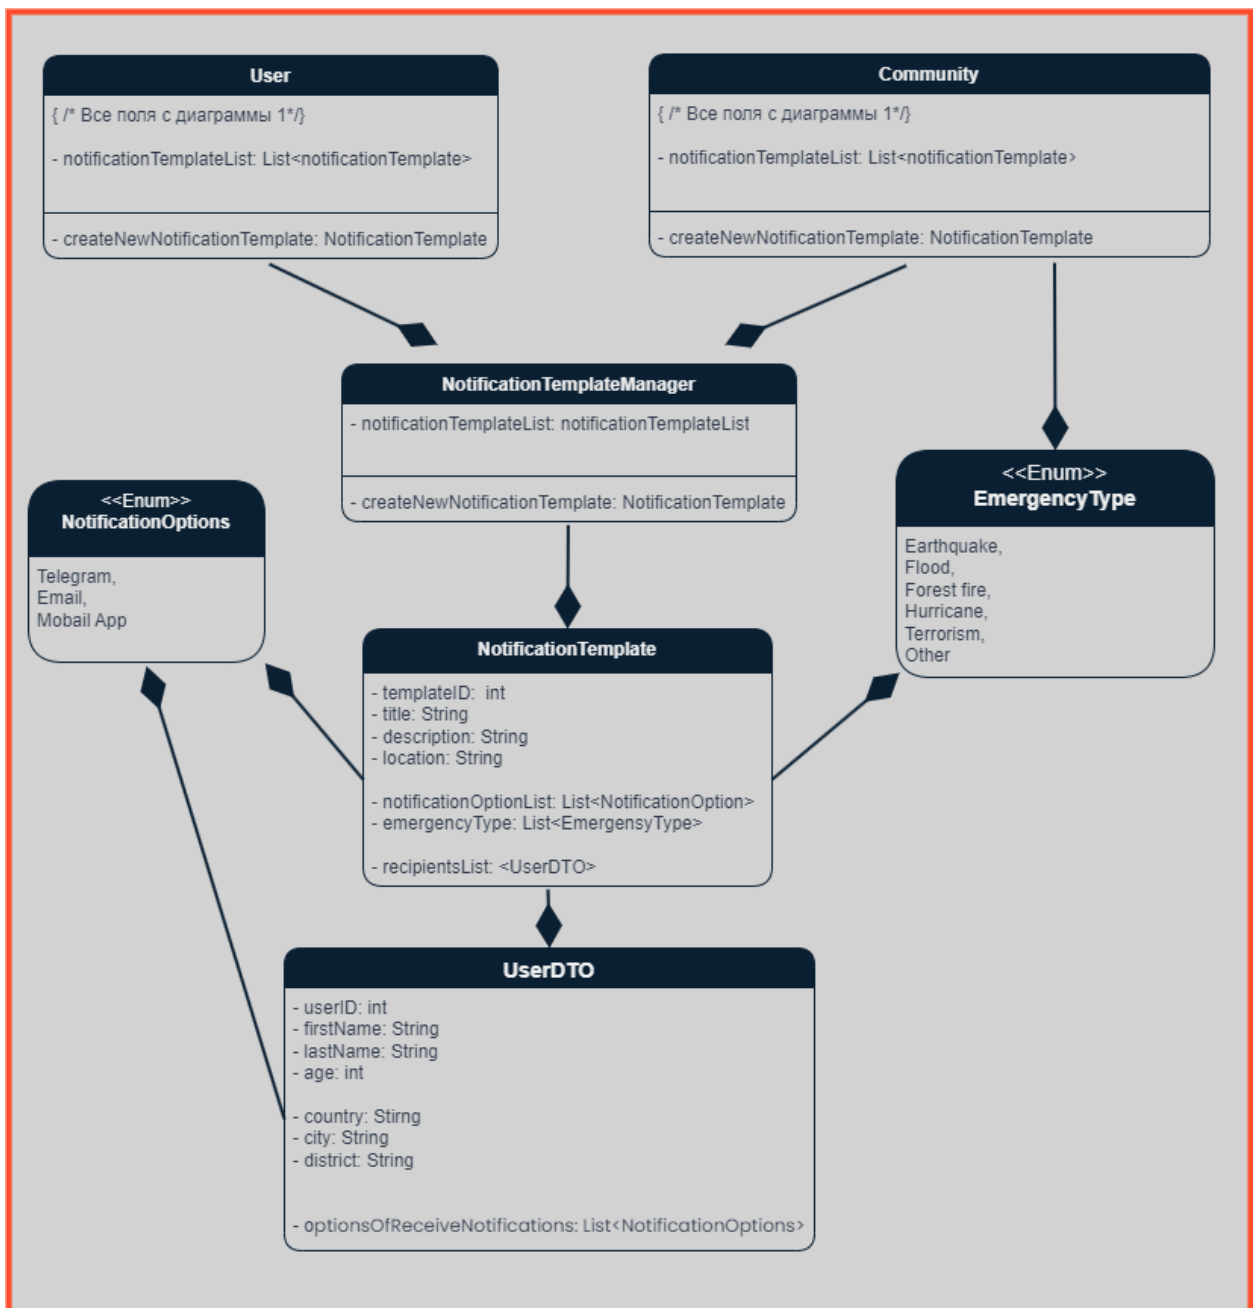 User
{ /* Все поля с диаграммы 1*/}
- notificationTemplateList: List<notificationTemplate>
- createNewNotificationTemplate: NotificationTemplate
Community
{ /* Все поля с диаграммы 1*/}
- notificationTemplateList: List<notificationTemplate>
- createNewNotificationTemplate: NotificationTemplate
NotificationTemplateManager
- notificationTemplateList: notificationTemplateList
- createNewNotificationTemplate: NotificationTemplate
<<Enum>>
NotificationOptions
Telegram,
Email,
Mobail App
<<Enum>>
EmergencyType
Earthquake,
Flood,
Forest fire,
Hurricane,
Terrorism,
Other
NotificationTemplate
- templateID:  int
- title: String
- description: String
- location: String
- notificationOptionList: List<NotificationOption>
- emergencyType: List<EmergensyType>
- recipientsList: <UserDTO>
UserDTO
- userID: int
- firstName: String
- lastName: String
- age: int
- country: Stirng
- city: String
- district: String
- optionsOfReceiveNotifications: List<NotificationOptions>